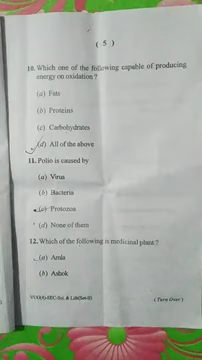 ( 5 )
10. Which one of the following capable of producing
energy on oxidation ?
(a) Fats
(b) Proteins
(c) Carbohydrates
(d) All of the above
11. Polio is caused by
(a) Virus
(b) Bacteria
(c) Protozoa
(d) None of them
12. Which of the following is medicinal plant ?
(a) Amla
(b) Ashok
( Turn Over )